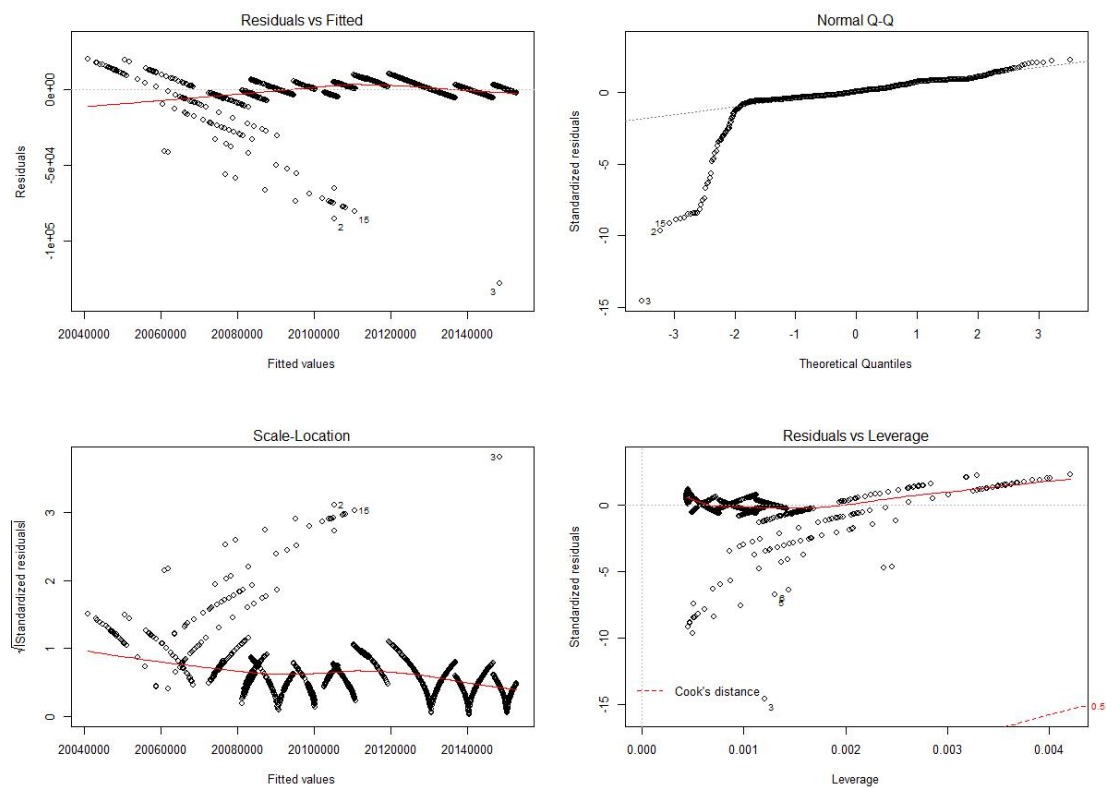 Residuals vs Fitted
Residuals
-1e+05 -5e+04 0e+00
2
15
3
20040000 20060000 20080000 20100000 20120000 20140000
Fitted values
Normal Q-Q
Standardized residuals
-15 -10 -5 0
15
2
3
-3 -2 -1 0 1 2 3
Theoretical Quantiles
Scale-Location
√|Standardized residuals|
0 1 2 3
3
2
15
20040000 20060000 20080000 20100000 20120000 20140000
Fitted values
Residuals vs Leverage
Standardized residuals
-15 -10 -5 0
Cook's distance
3
0.5
0.000 0.001 0.002 0.003 0.004
Leverage